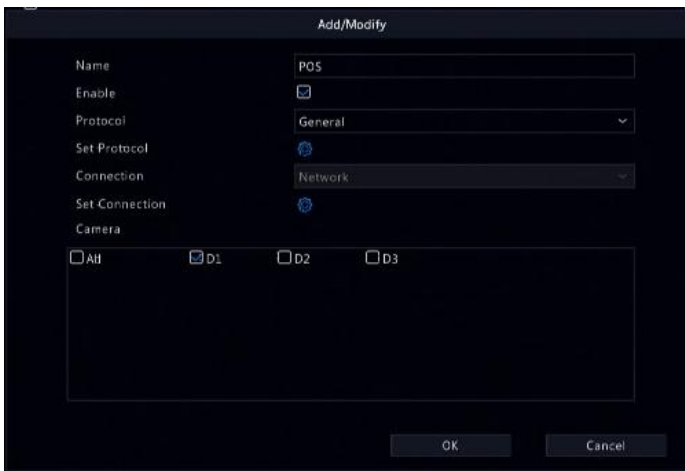 Add/Modify
Name POS
Enable
Protocol General
Set Protocol
Connection Network
Set Connection
Camera
All D1 D2 D3
OK Cancel